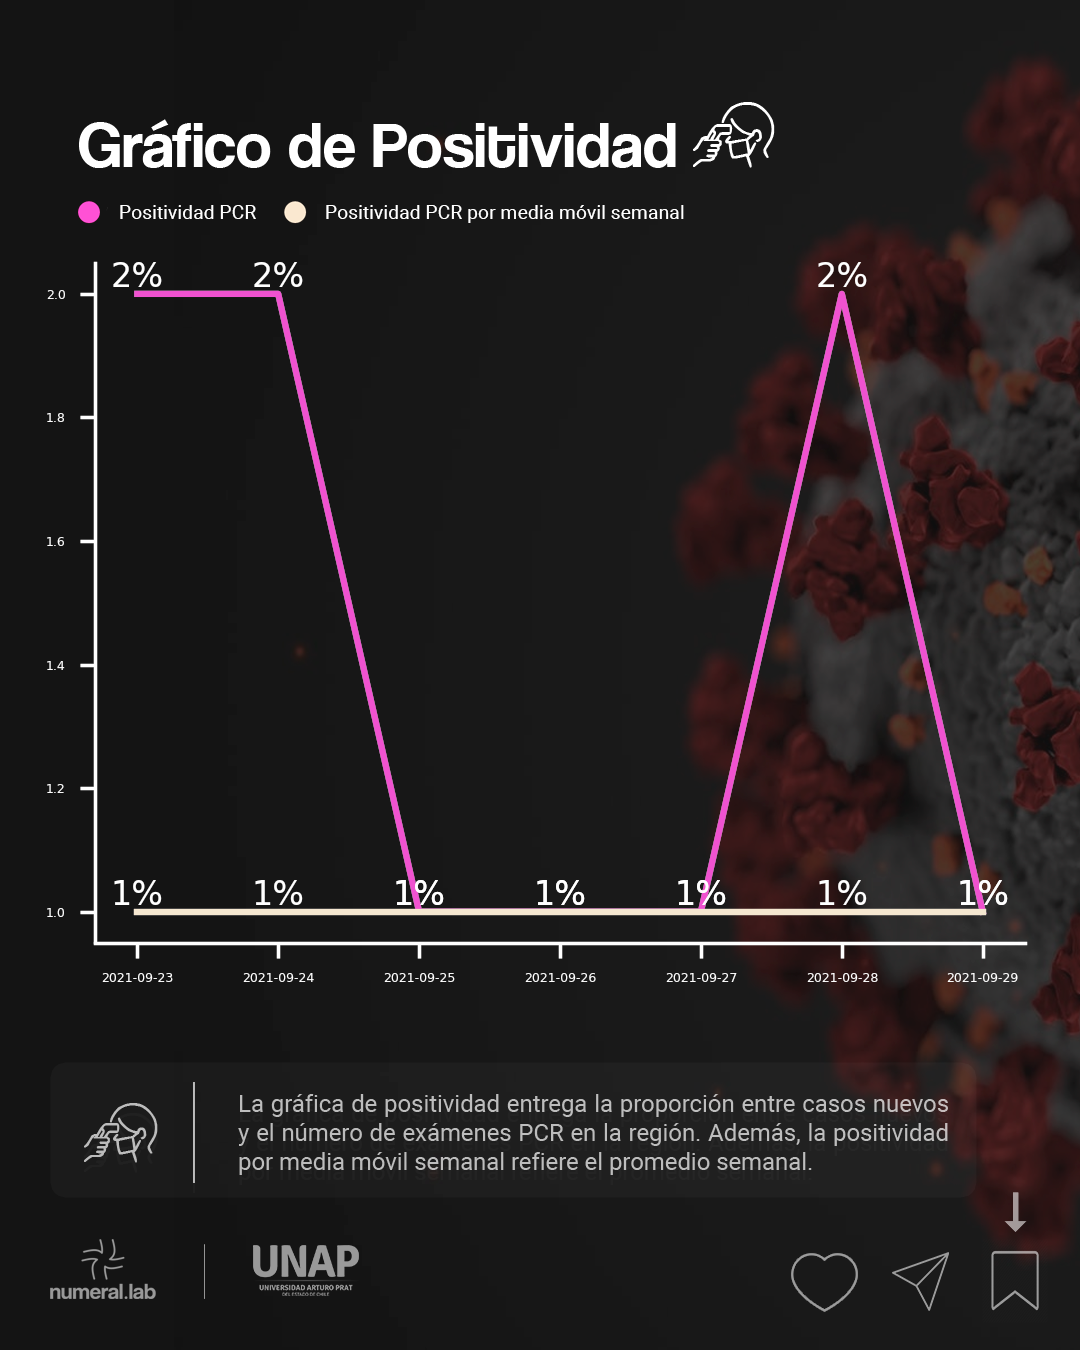 Gráfico de Positividad
Positividad PCR
Positividad PCR por media móvil semanal
2% 2% 2%
2.0
1.8
1.6
1.4
1.2
1% 1% 1% 1% 1% 1% 1%
1.0
2021-09-23 2021-09-24 2021-09-25 2021-09-26 2021-09-27 2021-09-28 2021-09-29
La gráfica de positividad entrega la proporción entre casos nuevos
y el número de exámenes PCR en la región. Además, la positividad
por media móvil semanal refiere el promedio semanal.
numeral.lab
UNAP
UNIVERSIDAD ARTURO PRAT
DEL ESTADO DE CHILE